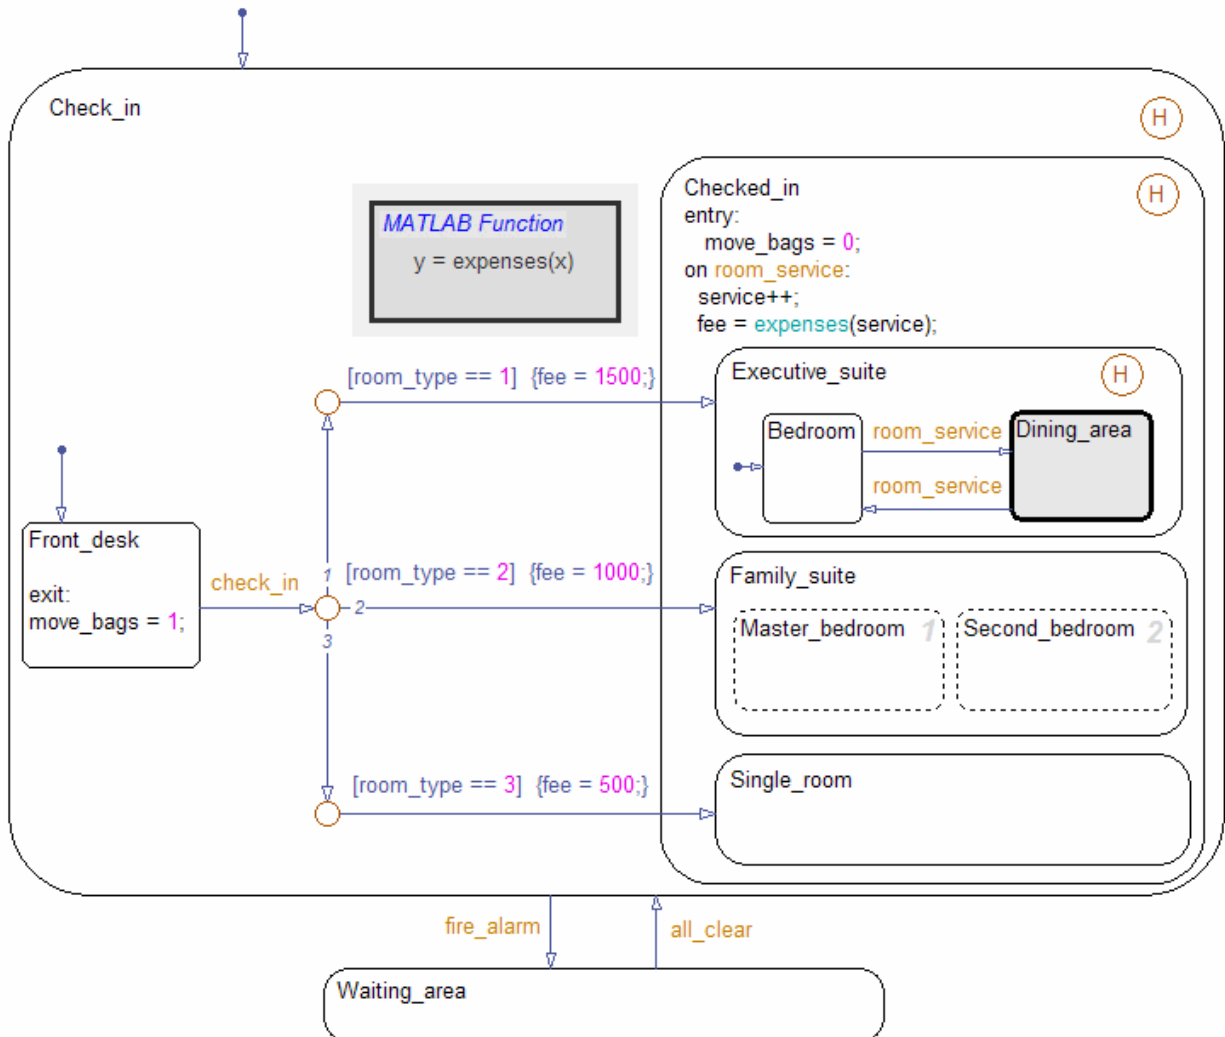 Check_in
H
Checked_in
H
entry:
move_bags = 0;
on room_service:
service++;
fee = expenses(service);
MATLAB Function
y = expenses(x)
[room_type == 1] {fee = 1500;}
Executive_suite
H
Bedroom
room_service
Dining_area
room_service
Front_desk
exit:
move_bags = 1;
check_in
1
2
3
[room_type == 2] {fee = 1000;}
Family_suite
Master_bedroom 1
Second_bedroom 2
[room_type == 3] {fee = 500;}
Single_room
fire_alarm
all_clear
Waiting_area